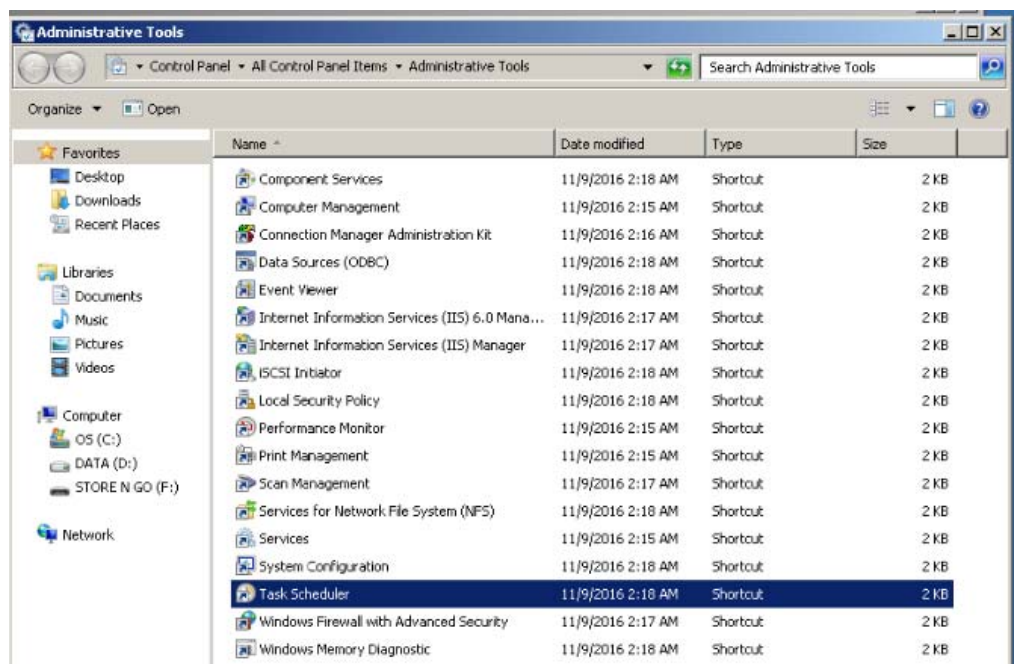 Administrative Tools
Control Panel All Control Panel Items Administrative Tools Search Administrative Tools
Organize Open
Favorites
Desktop
Downloads
Recent Places
Libraries
Documents
Music
Pictures
Videos
Computer
OS (C:)
DATA (D:)
STORE N GO (F:)
Network
Name Date modified Type Size
Component Services 11/9/2016 2:18 AM Shortcut 2 KB
Computer Management 11/9/2016 2:15 AM Shortcut 2 KB
Connection Manager Administration Kit 11/9/2016 2:16 AM Shortcut 2 KB
Data Sources (ODBC) 11/9/2016 2:18 AM Shortcut 2 KB
Event Viewer 11/9/2016 2:18 AM Shortcut 2 KB
Internet Information Services (IIS) 6.0 Mana... 11/9/2016 2:17 AM Shortcut 2 KB
Internet Information Services (IIS) Manager 11/9/2016 2:17 AM Shortcut 2 KB
iSCSI Initiator 11/9/2016 2:18 AM Shortcut 2 KB
Local Security Policy 11/9/2016 2:18 AM Shortcut 2 KB
Performance Monitor 11/9/2016 2:15 AM Shortcut 2 KB
Print Management 11/9/2016 2:15 AM Shortcut 2 KB
Scan Management 11/9/2016 2:17 AM Shortcut 2 KB
Services for Network File System (NFS) 11/9/2016 2:18 AM Shortcut 2 KB
Services 11/9/2016 2:15 AM Shortcut 2 KB
System Configuration 11/9/2016 2:18 AM Shortcut 2 KB
Task Scheduler 11/9/2016 2:18 AM Shortcut 2 KB
Windows Firewall with Advanced Security 11/9/2016 2:17 AM Shortcut 2 KB
Windows Memory Diagnostic 11/9/2016 2:18 AM Shortcut 2 KB